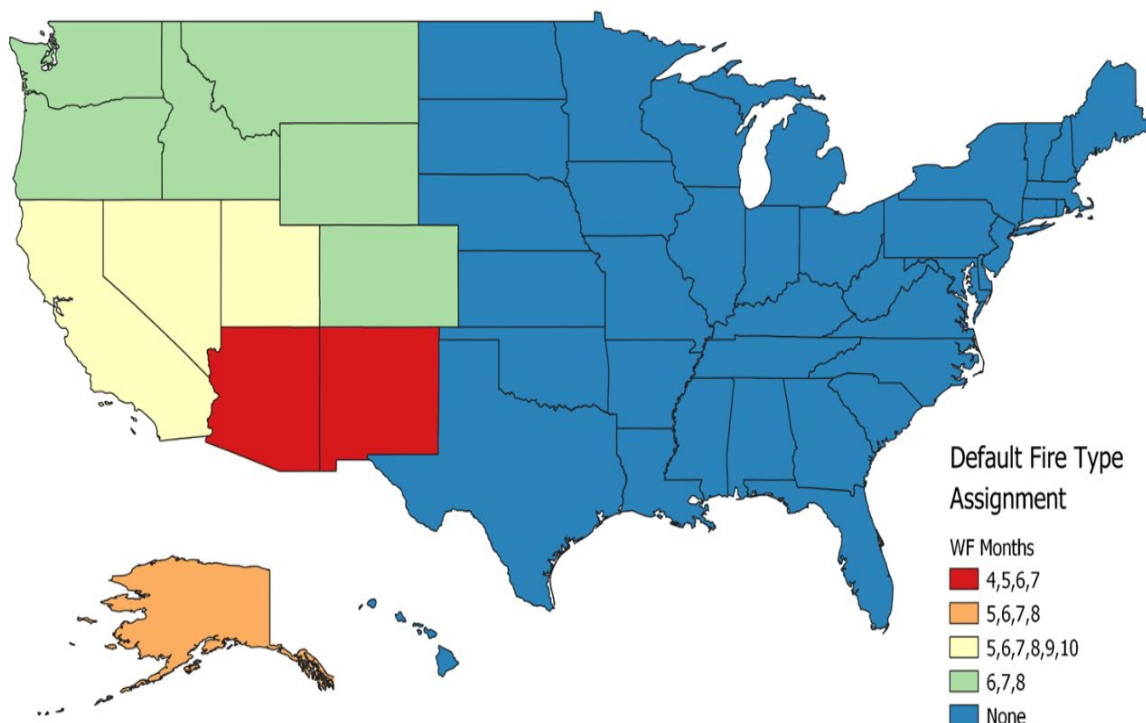 Default Fire Type
Assignment
WF Months
4,5,6,7
5,6,7,8
5,6,7,8,9,10
6,7,8
None